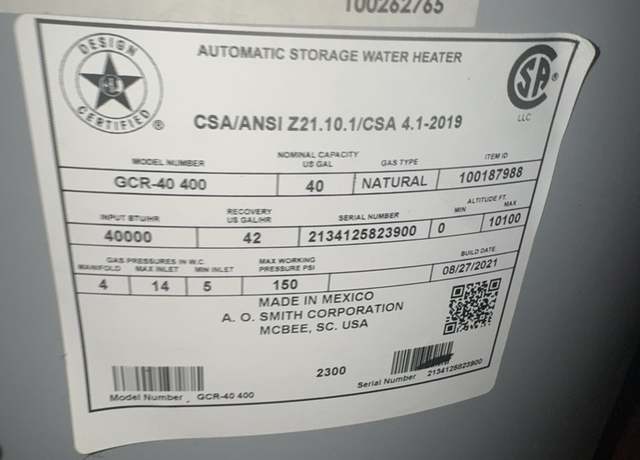 100262765
DESIGN
CERTIFIED
AUTOMATIC STORAGE WATER HEATER
CSA/ANSI Z21.10.1/CSA 4.1-2019
SA
LLC
MODEL NUMBER NOMINAL CAPACITY US GAL GAS TYPE ITEM ID
GCR-40 400 40 NATURAL 100187988
INPUT BTU/HR RECOVERY US GAL/HR SERIAL NUMBER ALTITUDE FT. MIN MAX
40000 42 2134125823900 0 10100
GAS PRESSURES IN W.C. MAX WORKING BUILD DATE
MANIFOLD MAX INLET MIN INLET PRESSURE PSI
4 14 5 150 08/27/2021
MADE IN MEXICO
A. O. SMITH CORPORATION
MCBEE, SC. USA
2300
Model Number GCR-40 400
Serial Number 2134125823900